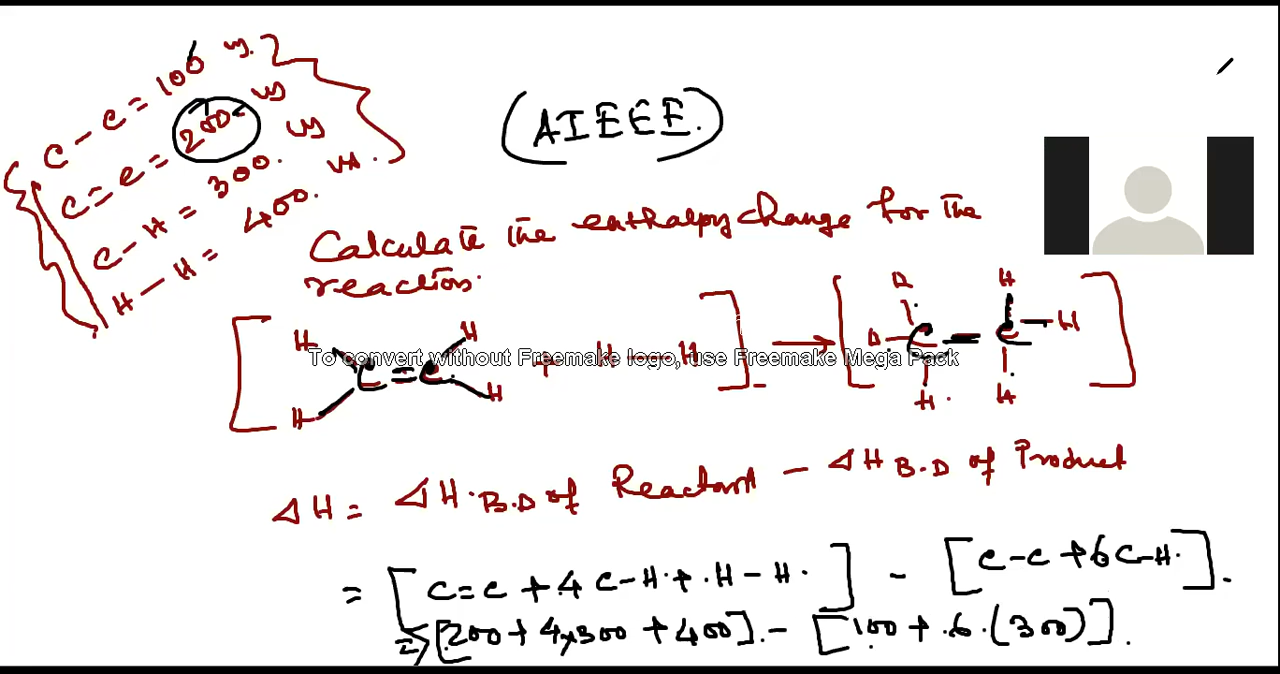 C - C = 100 kJ.
C = C = 200 kJ
C - H = 300. kJ
H - H = 400. kJ.
(AIEEE.)
Calculate the enthalpy change for the
reaction.
H H H H
C = C + H - H → H - C - C - H
H H H H
To convert without Freemake logo, use Freemake Mega Pack
ΔH = ΔH.B.D of Reactant - ΔH B.D of Product
= [C=C + 4 C-H + H-H.] - [C-C + 6 C-H.].
⇒ [200 + 4×300 + 400]. - [100 + 6.(300)].